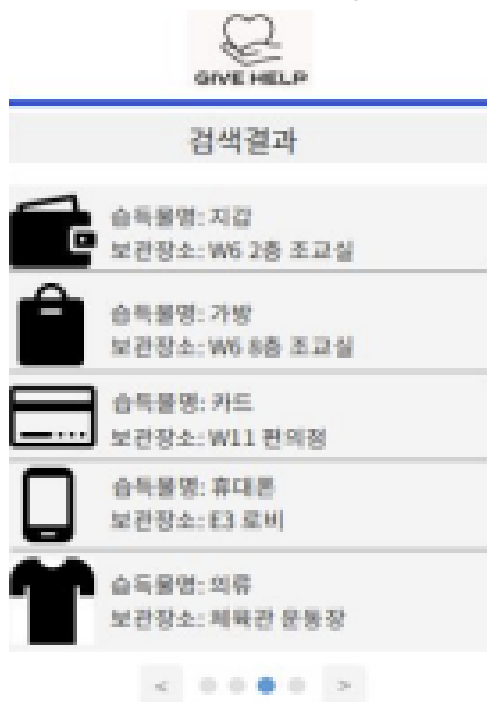 GIVE HELP
검색결과
습득물명: 지갑
보관장소: W6 2층 조교실
습득물명: 가방
보관장소: W6 8층 조교실
습득물명: 카드
보관장소: W11 편의점
습득물명: 휴대폰
보관장소: E3 로비
습득물명: 의류
보관장소: 체육관 운동장
< >